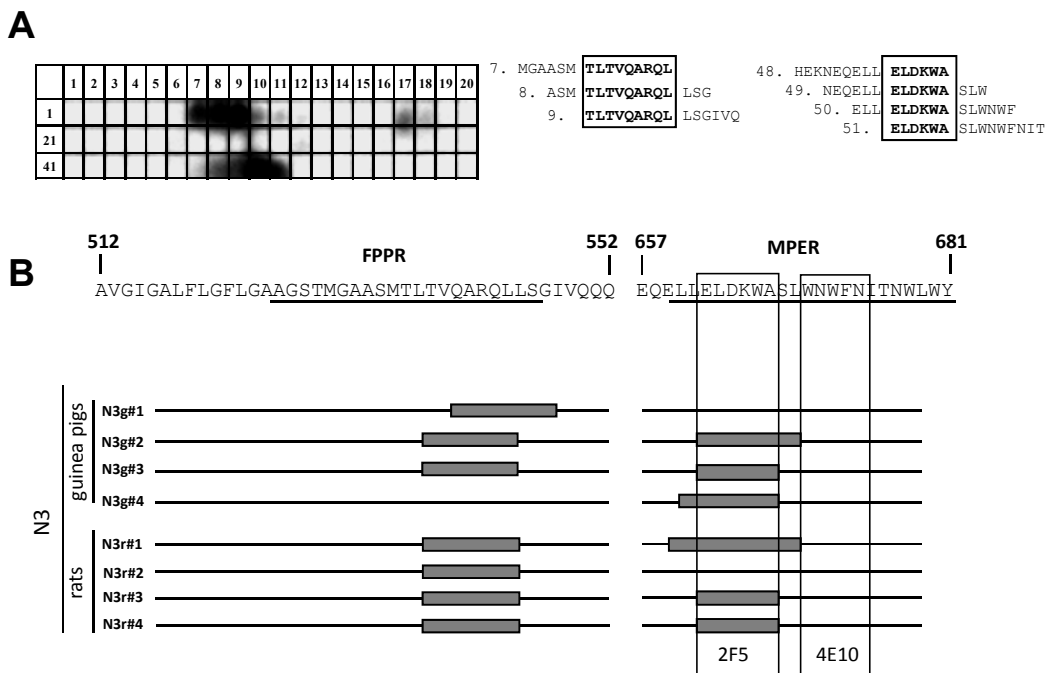 A
1 2 3 4 5 6 7 8 9 10 11 12 13 14 15 16 17 18 19 20
1
21
41
7. MGAASM TLTVQARQL
8. ASM TLTVQARQL LSG
9. TLTVQARQL LSGIVQ
48. HEKNEQELL ELDKWA
49. NEQELL ELDKWA SLW
50. ELL ELDKWA SLWNWF
51. ELDKWA SLWNWFNIT
B
512 FPPR 552 657 MPER 681
AVGIGALFLGFLGAAGSTMGAASMTLTVQARQLLSGIVQQQ EQELLELDKWASLWNWFNITNWLWY
N3
guinea pigs
N3g#1
N3g#2
N3g#3
N3g#4
rats
N3r#1
N3r#2
N3r#3
N3r#4
2F5 4E10